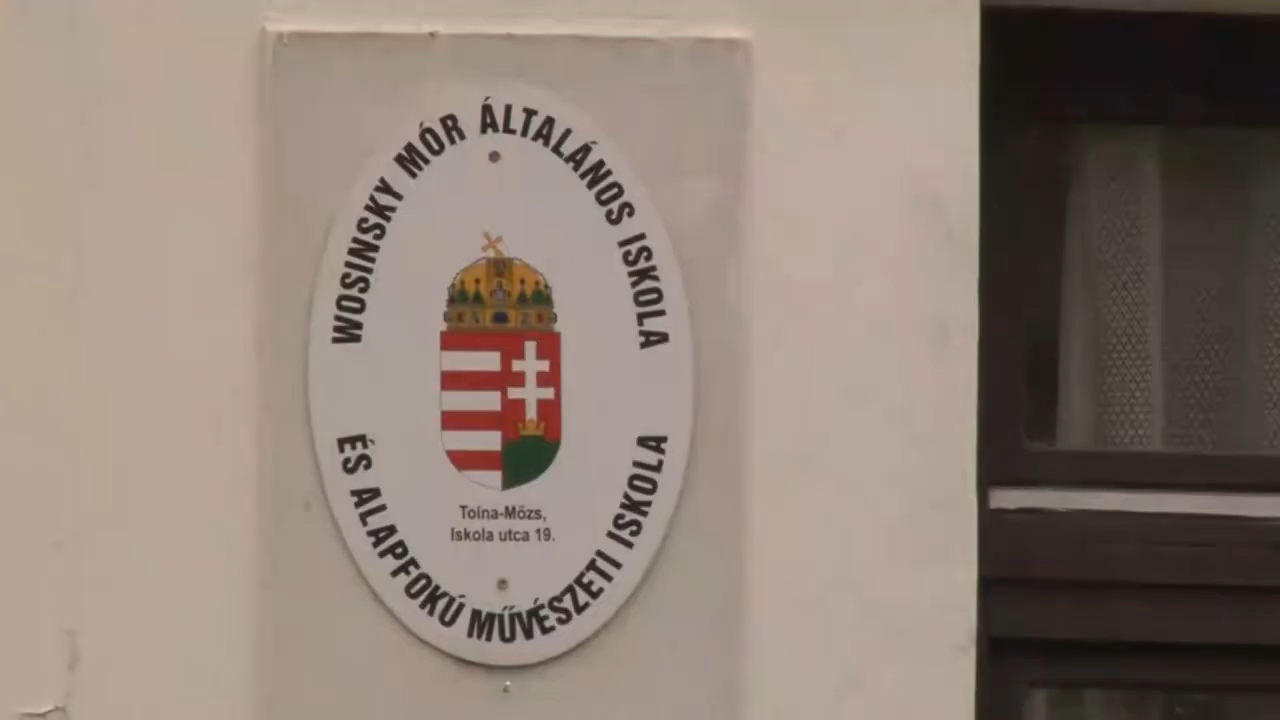 WOSINSKY MÓR ÁLTALÁNOS ISKOLA
Tolna-Mözs,
Iskola utca 19.
ÉS ALAPFOKÚ MŰVÉSZETI ISKOLA